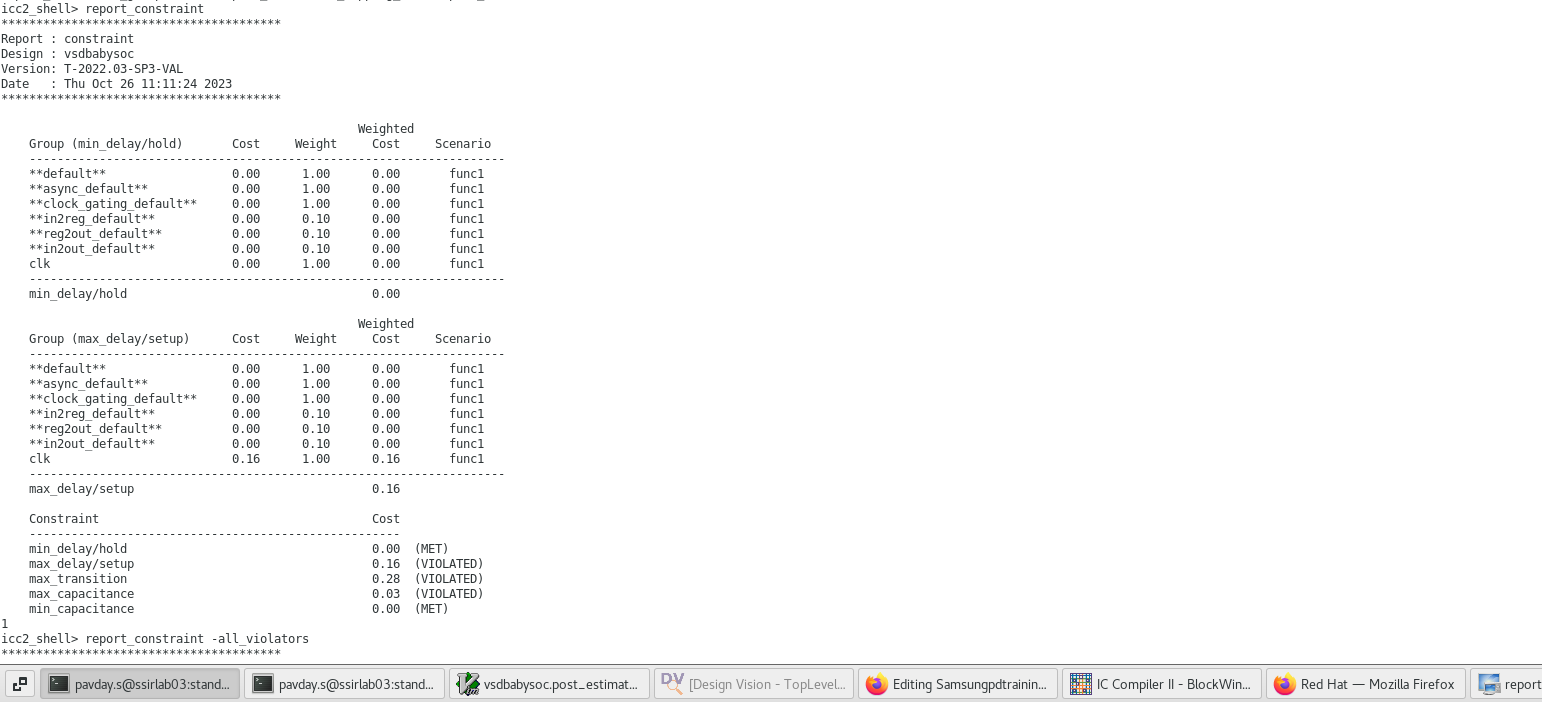 icc2_shell> report_constraint
****************************************
Report : constraint
Design : vsdbabysoc
Version: T-2022.03-SP3-VAL
Date   : Thu Oct 26 11:11:24 2023
****************************************
Weighted
Group (min_delay/hold)       Cost     Weight     Cost     Scenario
--------------------------------------------------------------------
**default**                  0.00      1.00      0.00       func1
**async_default**            0.00      1.00      0.00       func1
**clock_gating_default**     0.00      1.00      0.00       func1
**in2reg_default**           0.00      0.10      0.00       func1
**reg2out_default**          0.00      0.10      0.00       func1
**in2out_default**           0.00      0.10      0.00       func1
clk                          0.00      1.00      0.00       func1
--------------------------------------------------------------------
min_delay/hold                                   0.00
Weighted
Group (max_delay/setup)      Cost     Weight     Cost     Scenario
--------------------------------------------------------------------
**default**                  0.00      1.00      0.00       func1
**async_default**            0.00      1.00      0.00       func1
**clock_gating_default**     0.00      1.00      0.00       func1
**in2reg_default**           0.00      0.10      0.00       func1
**reg2out_default**          0.00      0.10      0.00       func1
**in2out_default**           0.00      0.10      0.00       func1
clk                          0.16      1.00      0.16       func1
--------------------------------------------------------------------
max_delay/setup                                  0.16
Constraint                                       Cost
-----------------------------------------------------
min_delay/hold                                   0.00  (MET)
max_delay/setup                                  0.16  (VIOLATED)
max_transition                                   0.28  (VIOLATED)
max_capacitance                                  0.03  (VIOLATED)
min_capacitance                                  0.00  (MET)
1
icc2_shell> report_constraint -all_violators
****************************************
pavday.s@ssirlab03:stand... pavday.s@ssirlab03:stand... vsdbabysoc.post_estimat... [Design Vision - TopLevel... Editing Samsungpdtrainin... IC Compiler II - BlockWin... Red Hat — Mozilla Firefox report